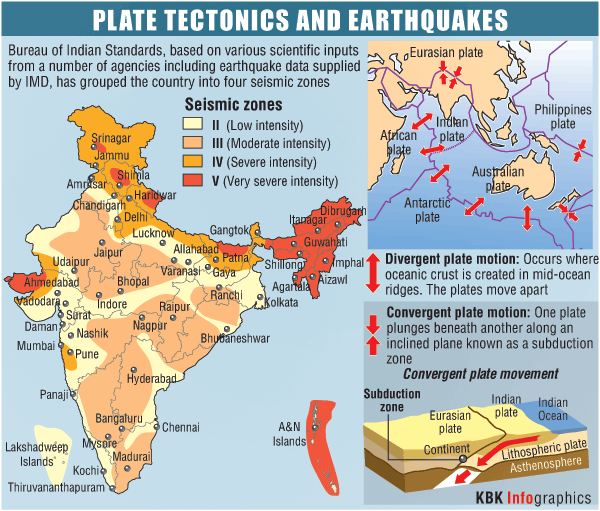 PLATE TECTONICS AND EARTHQUAKES
Bureau of Indian Standards, based on various scientific inputs
from a number of agencies including earthquake data supplied
by IMD, has grouped the country into four seismic zones
Seismic zones
II (Low intensity)
III (Moderate intensity)
IV (Severe intensity)
V (Very severe intensity)
Srinagar
Jammu
Shimla
Amritsar
Haridwar
Chandigarh
Delhi
Lucknow
Gangtok
Dibrugarh
Itanagar
Guwahati
Allahabad
Patna
Jaipur
Shillong
Imphal
Udaipur
Varanasi
Gaya
Aizawl
Ahmedabad
Bhopal
Agartala
Ranchi
Vadodara
Indore
Kolkata
Surat
Raipur
Daman
Nashik
Nagpur
Mumbai
Bhubaneshwar
Pune
Hyderabad
Panaji
Bengaluru
Chennai
A&N
Islands
Lakshadweep
Islands
Mysore
Kochi
Madurai
Thiruvananthapuram
Eurasian plate
Philippines
plate
Indian
plate
African
plate
Australian
plate
Antarctic
plate
Divergent plate motion: Occurs where
oceanic crust is created in mid-ocean
ridges. The plates move apart
Convergent plate motion: One plate
plunges beneath another along an
inclined plane known as a subduction
zone
Convergent plate movement
Subduction
zone
Eurasian
plate
Indian
plate
Indian
Ocean
Continent
Lithospheric plate
Asthenosphere
KBK Infographics